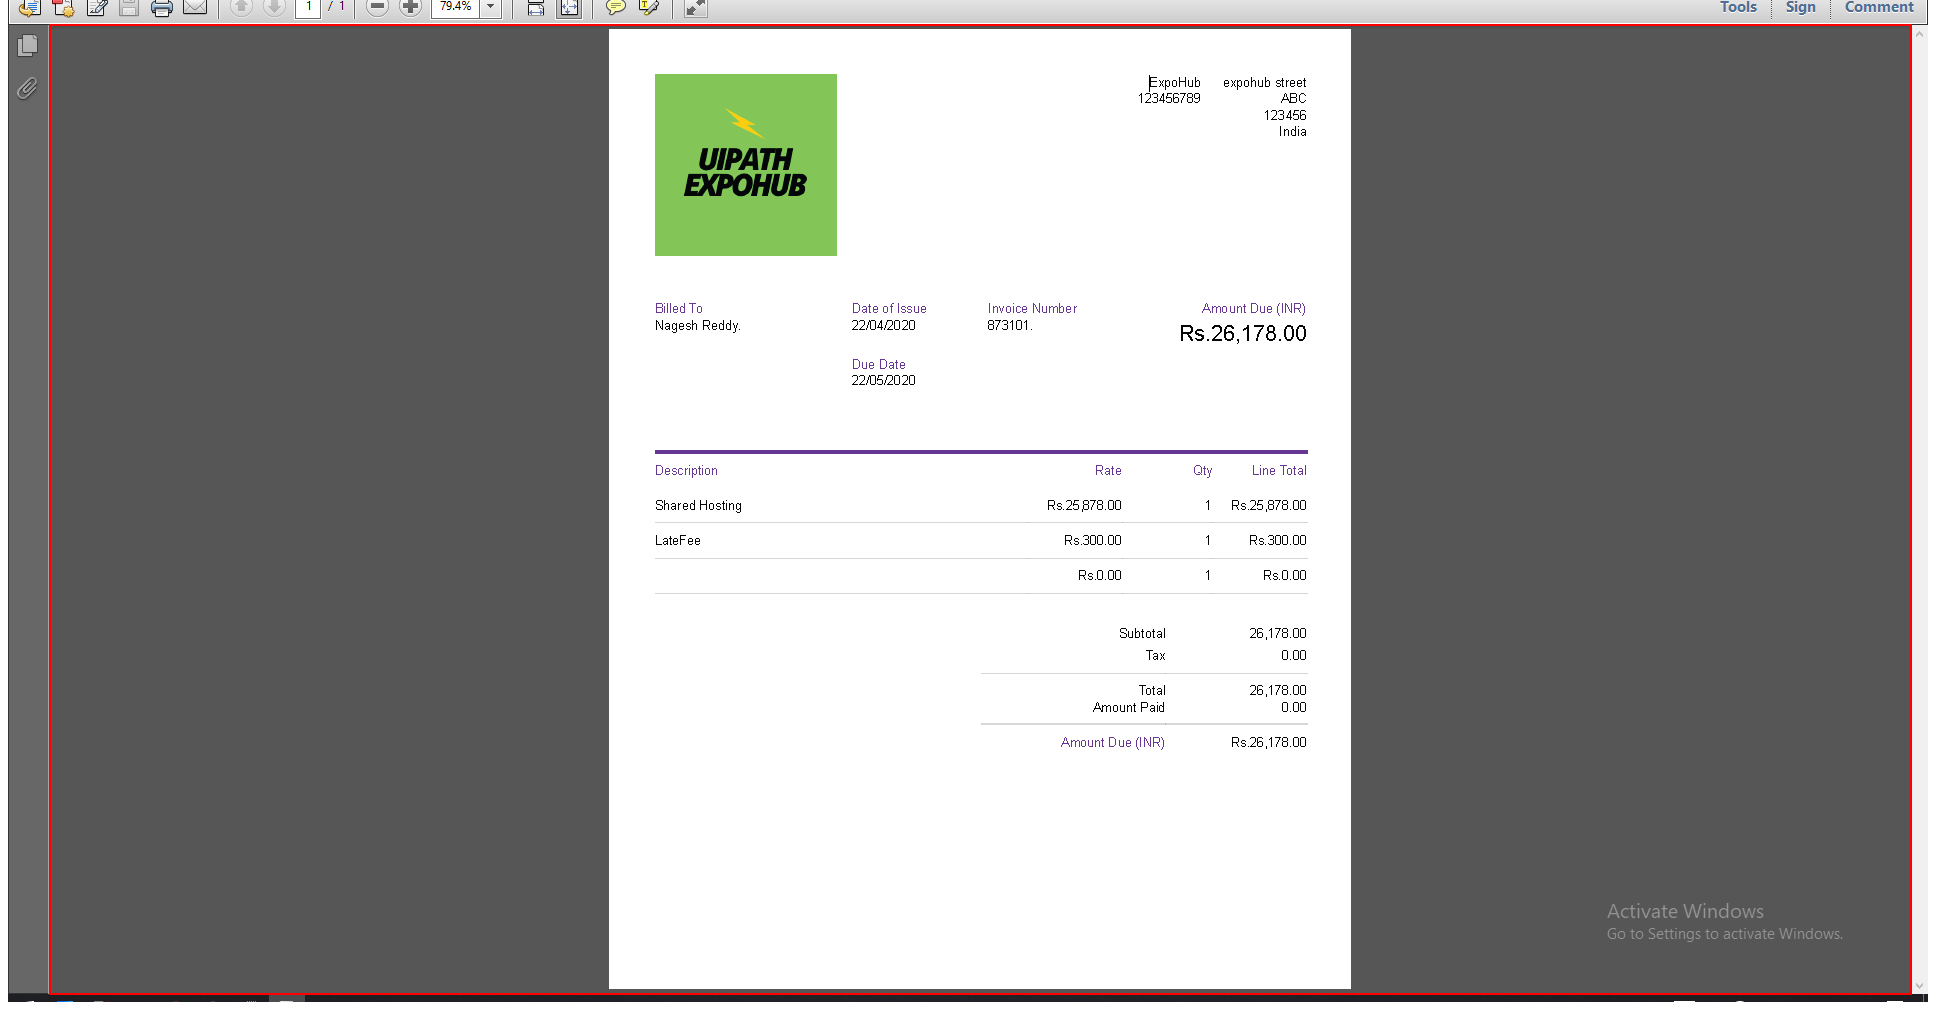 1 / 1 79.4% Tools Sign Comment
ExpoHub expohub street
123456789 ABC
123456
India
UIPATH
EXPOHUB
Billed To Date of Issue Invoice Number Amount Due (INR)
Nagesh Reddy. 22/04/2020 873101. Rs.26,178.00
Due Date
22/05/2020
Description Rate Qty Line Total
Shared Hosting Rs.25,878.00 1 Rs.25,878.00
LateFee Rs.300.00 1 Rs.300.00
Rs.0.00 1 Rs.0.00
Subtotal 26,178.00
Tax 0.00
Total 26,178.00
Amount Paid 0.00
Amount Due (INR) Rs.26,178.00
Activate Windows
Go to Settings to activate Windows.